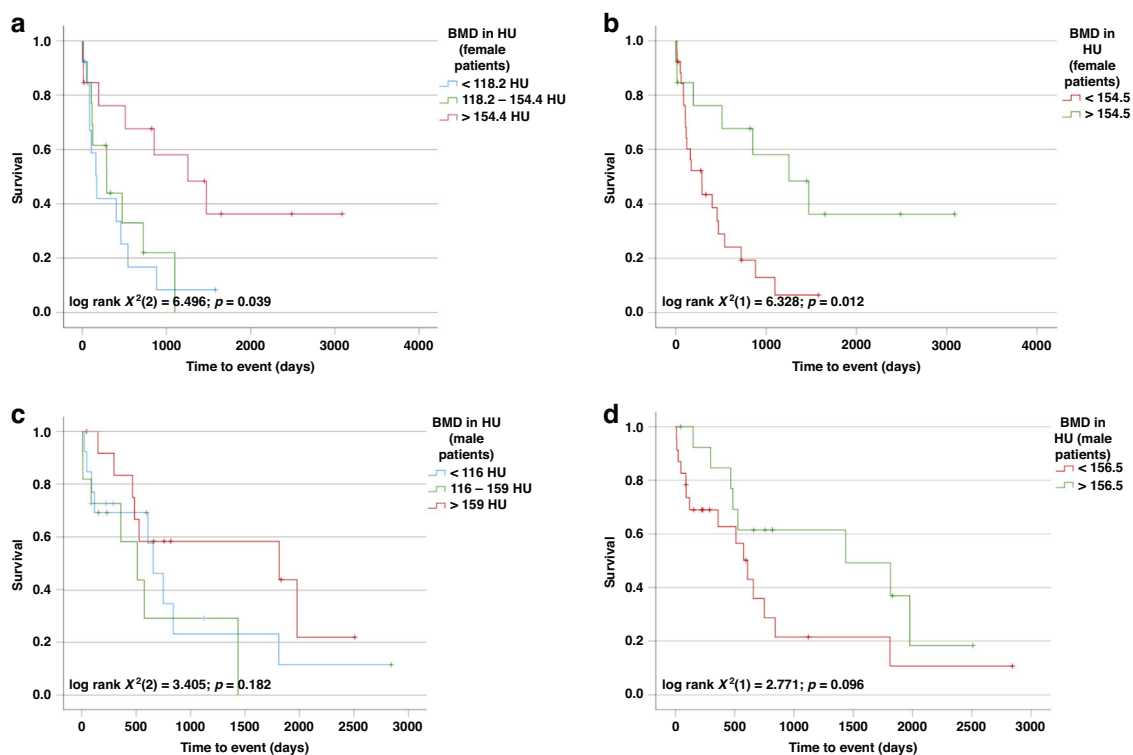 a
BMD in HU
(female
patients)
< 118.2 HU
118.2 – 154.4 HU
> 154.4 HU
1.0
0.8
0.6
0.4
0.2
0.0
Survival
log rank X²(2) = 6.496; p = 0.039
0 1000 2000 3000 4000
Time to event (days)
b
BMD in
HU
(female
patients)
< 154.5
> 154.5
1.0
0.8
0.6
0.4
0.2
0.0
Survival
log rank X²(1) = 6.328; p = 0.012
0 1000 2000 3000 4000
Time to event (days)
c
BMD in HU
(male
patients)
< 116 HU
116 – 159 HU
> 159 HU
1.0
0.8
0.6
0.4
0.2
0.0
Survival
log rank X²(2) = 3.405; p = 0.182
0 500 1000 1500 2000 2500 3000
Time to event (days)
d
BMD in
HU (male
patients)
< 156.5
> 156.5
1.0
0.8
0.6
0.4
0.2
0.0
Survival
log rank X²(1) = 2.771; p = 0.096
0 500 1000 1500 2000 2500 3000
Time to event (days)